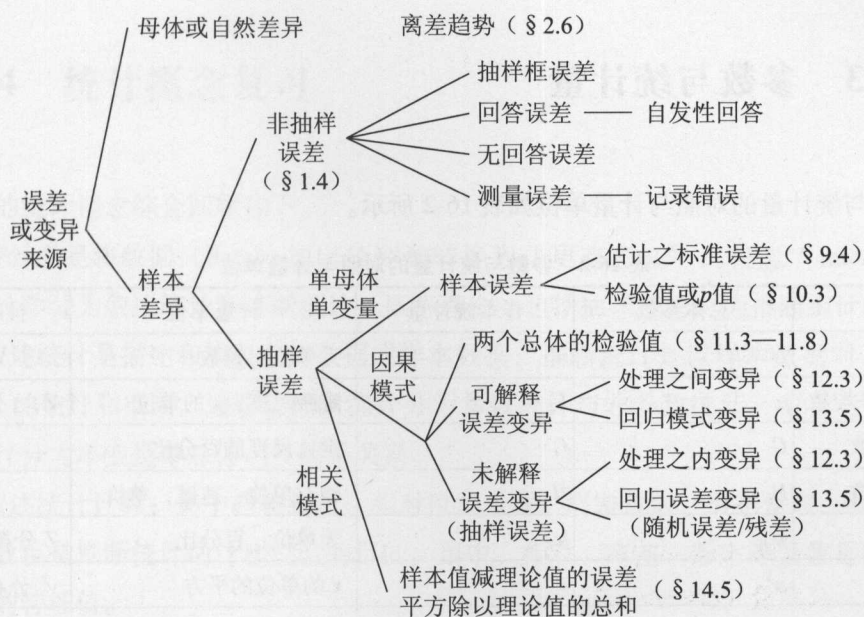 母体或自然差异 离差趋势（§2.6）
抽样框误差
非抽样
误差
（§1.4）
回答误差 自发性回答
无回答误差
测量误差 记录错误
误差
或变异
来源
样本
差异
单母体
单变量
样本误差
估计之标准误差（§9.4）
检验值或p值（§10.3）
抽样
误差
因果
模式
两个总体的检验值（§11.3—11.8）
可解释
误差变异
处理之间变异（§12.3）
回归模式变异（§13.5）
未解释
误差变异
(抽样误差)
处理之内变异（§12.3）
回归误差变异（§13.5）
(随机误差/残差)
相关
模式
样本值减理论值的误差
平方除以理论值的总和
（§14.5）